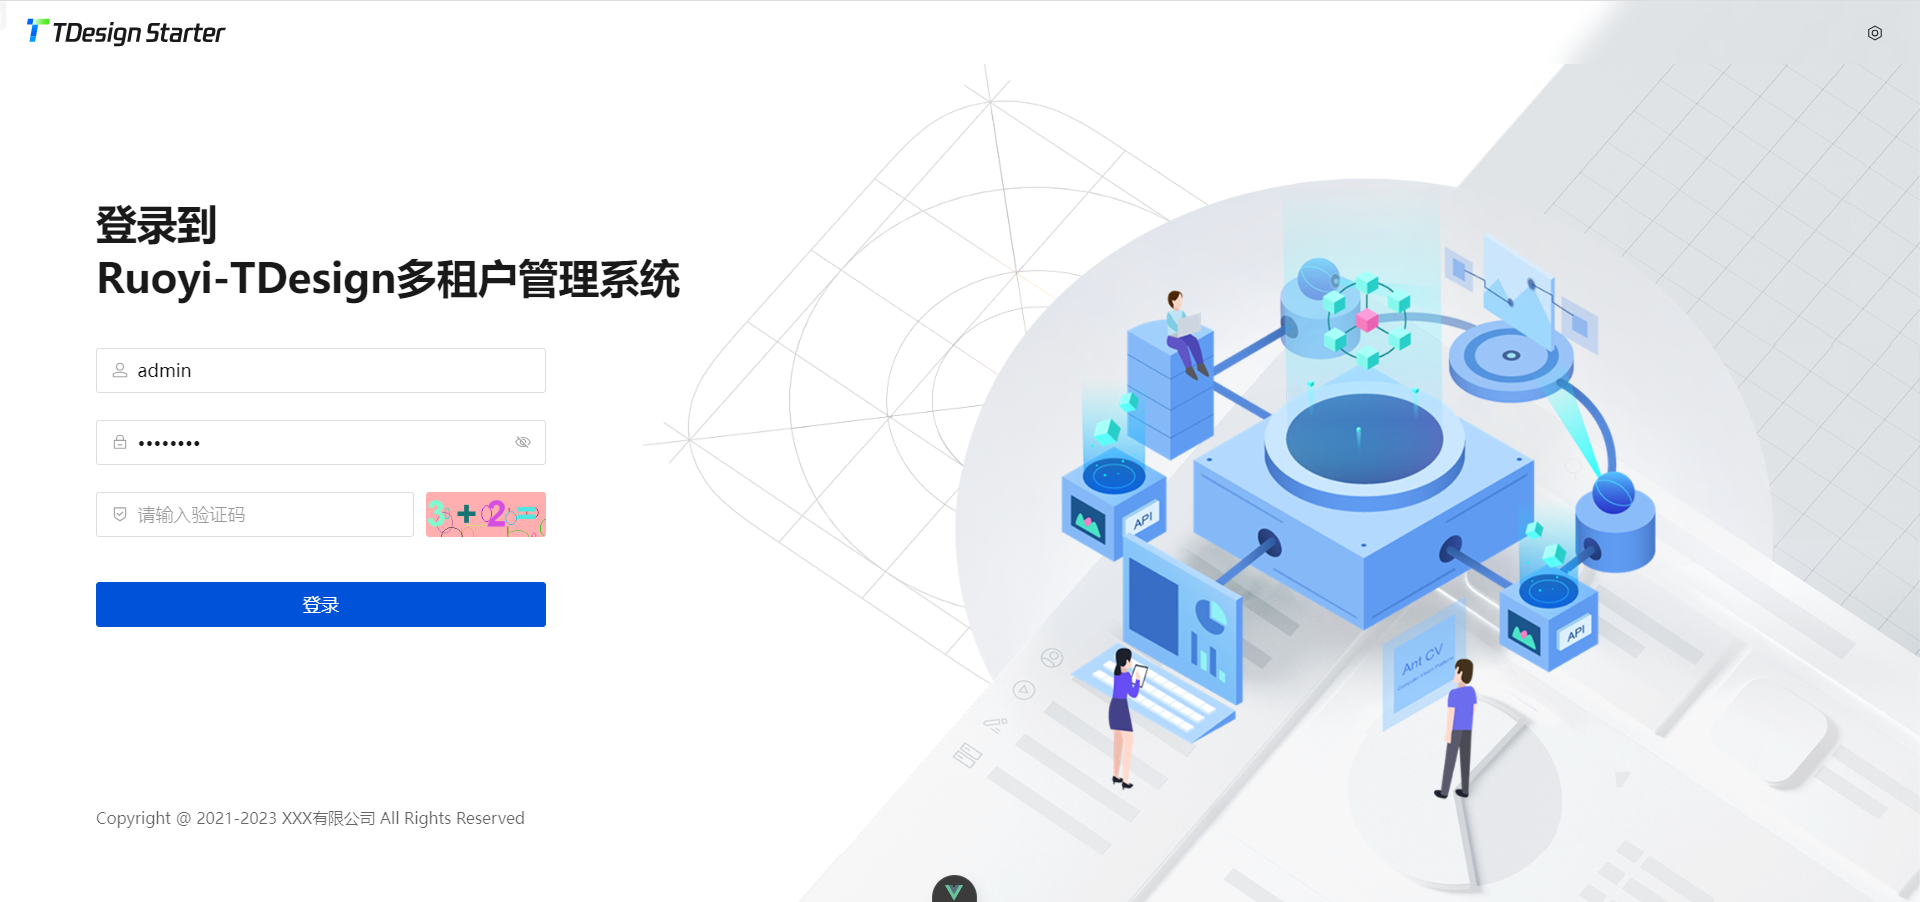 TDesign Starter
登录到
Ruoyi-TDesign多租户管理系统
admin
••••••••
请输入验证码
3 + 2 =
登录
API
API
Ant CV
Copyright @ 2021-2023 XXX有限公司 All Rights Reserved